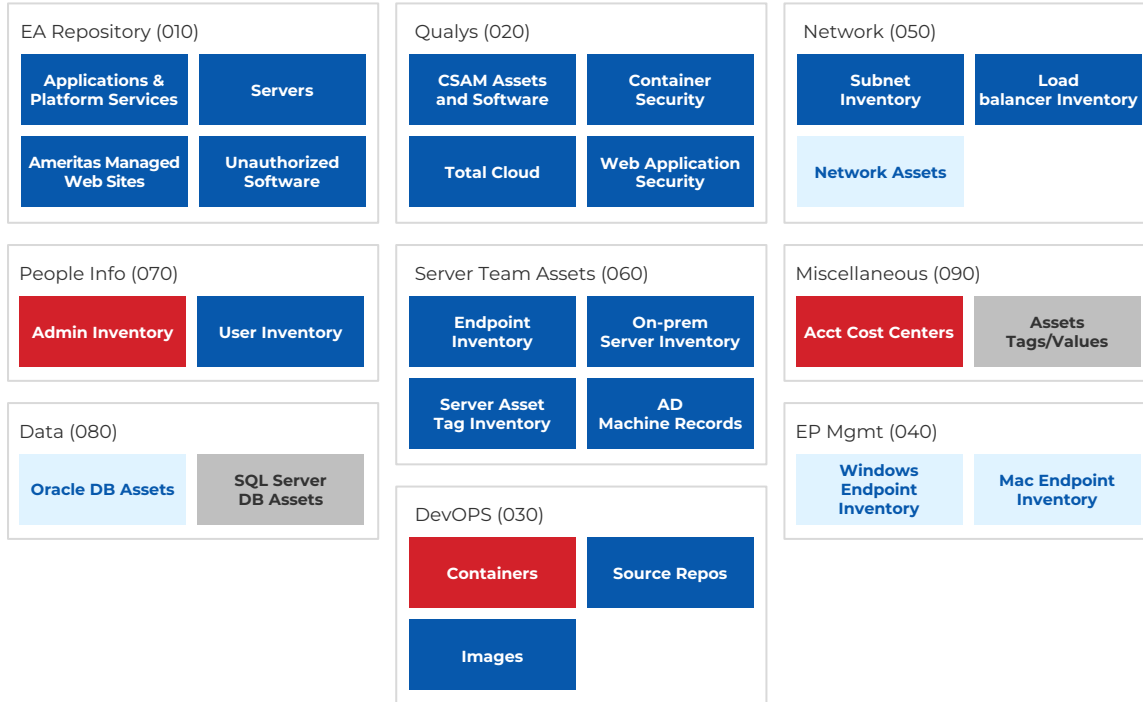 EA Repository (010)
Applications &
Platform Services
Servers
Ameritas Managed
Web Sites
Unauthorized
Software
Qualys (020)
CSAM Assets
and Software
Container
Security
Total Cloud
Web Application
Security
Network (050)
Subnet
Inventory
Load
balancer Inventory
Network Assets
People Info (070)
Admin Inventory
User Inventory
Server Team Assets (060)
Endpoint
Inventory
On-prem
Server Inventory
Server Asset
Tag Inventory
AD
Machine Records
Miscellaneous (090)
Acct Cost Centers
Assets
Tags/Values
Data (080)
Oracle DB Assets
SQL Server
DB Assets
EP Mgmt (040)
Windows
Endpoint
Inventory
Mac Endpoint
Inventory
DevOPS (030)
Containers
Source Repos
Images